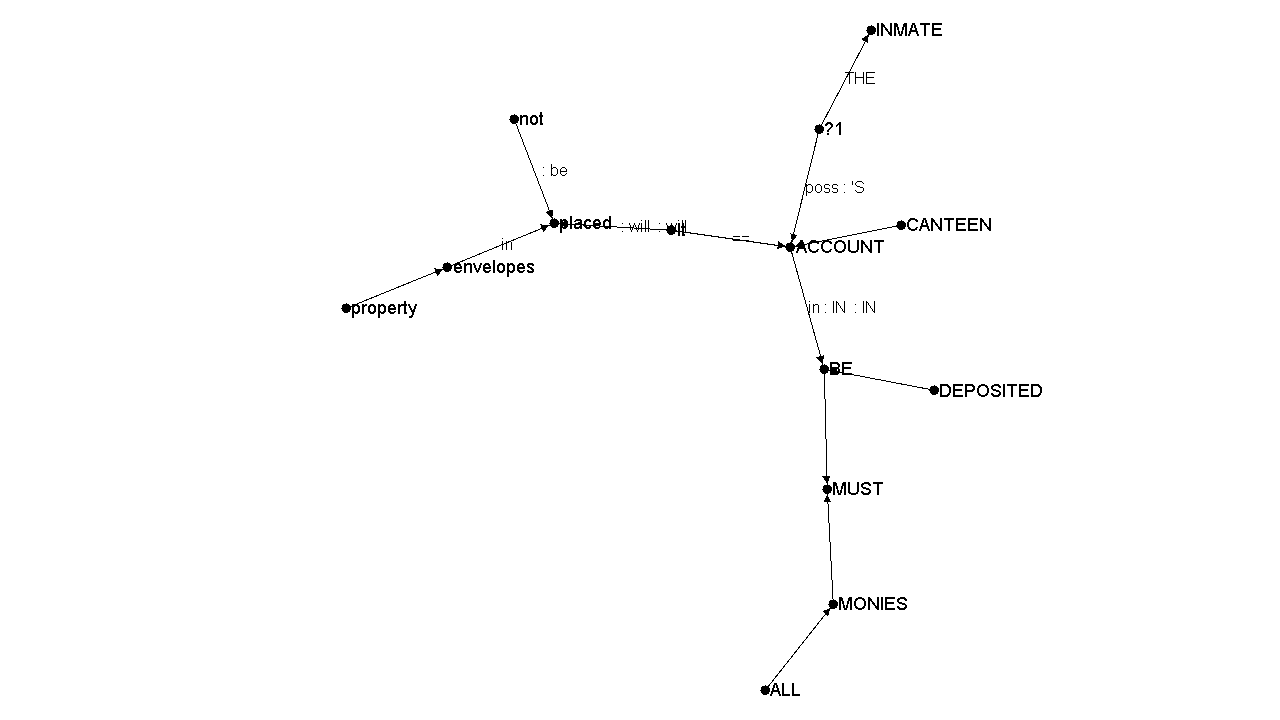 INMATE
THE
not
?1
: be
poss : 'S
placed
: will : will
it
CANTEEN
in
==
ACCOUNT
envelopes
property
in : IN : IN
BE
DEPOSITED
MUST
MONIES
ALL